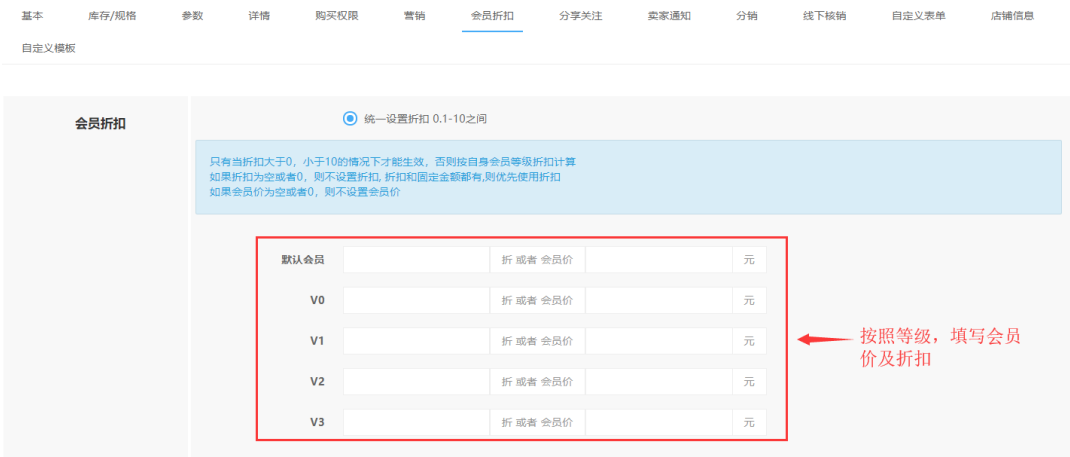 基本 库存/规格 参数 详情 购买权限 营销 会员折扣 分享关注 卖家通知 分销 线下核销 自定义表单 店铺信息
自定义模板
会员折扣 统一设置折扣 0.1-10之间
只有当折扣大于0，小于10的情况下才能生效，否则按自身会员等级折扣计算
如果折扣为空或者0，则不设置折扣, 折扣和固定金额都有,则优先使用折扣
如果会员价为空或者0，则不设置会员价
默认会员 折 或者 会员价 元
V0 折 或者 会员价 元
V1 折 或者 会员价 元
V2 折 或者 会员价 元
V3 折 或者 会员价 元
按照等级，填写会员
价及折扣